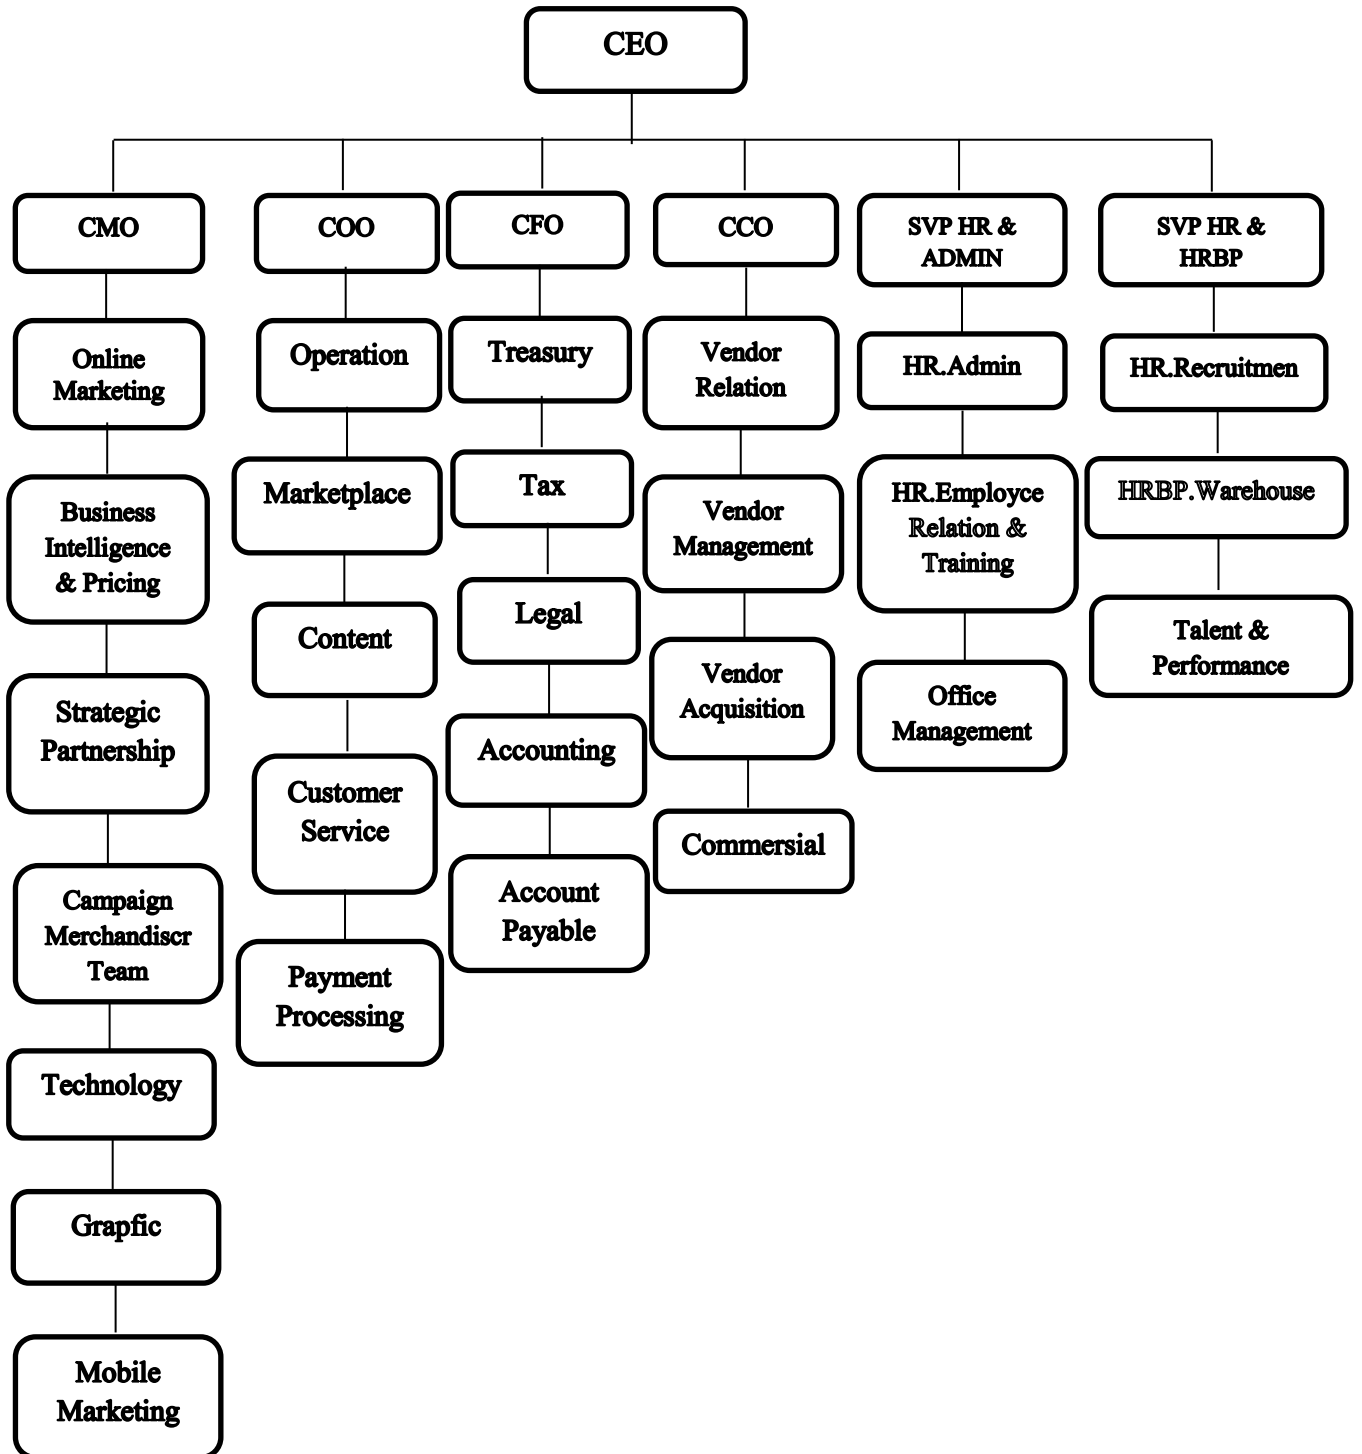 CEO
CMO
COO
CFO
CCO
SVP HR &
ADMIN
SVP HR &
HRBP
Online
Marketing
Business
Intelligence
& Pricing
Strategic
Partnership
Campaign
Merchandiscr
Team
Technology
Grapfic
Mobile
Marketing
Operation
Marketplace
Content
Customer
Service
Payment
Processing
Treasury
Tax
Legal
Accounting
Account
Payable
Vendor
Relation
Vendor
Management
Vendor
Acquisition
Commersial
HR.Admin
HR.Employce
Relation &
Training
Office
Management
HR.Recruitmen
HRBP.Warehouse
Talent &
Performance